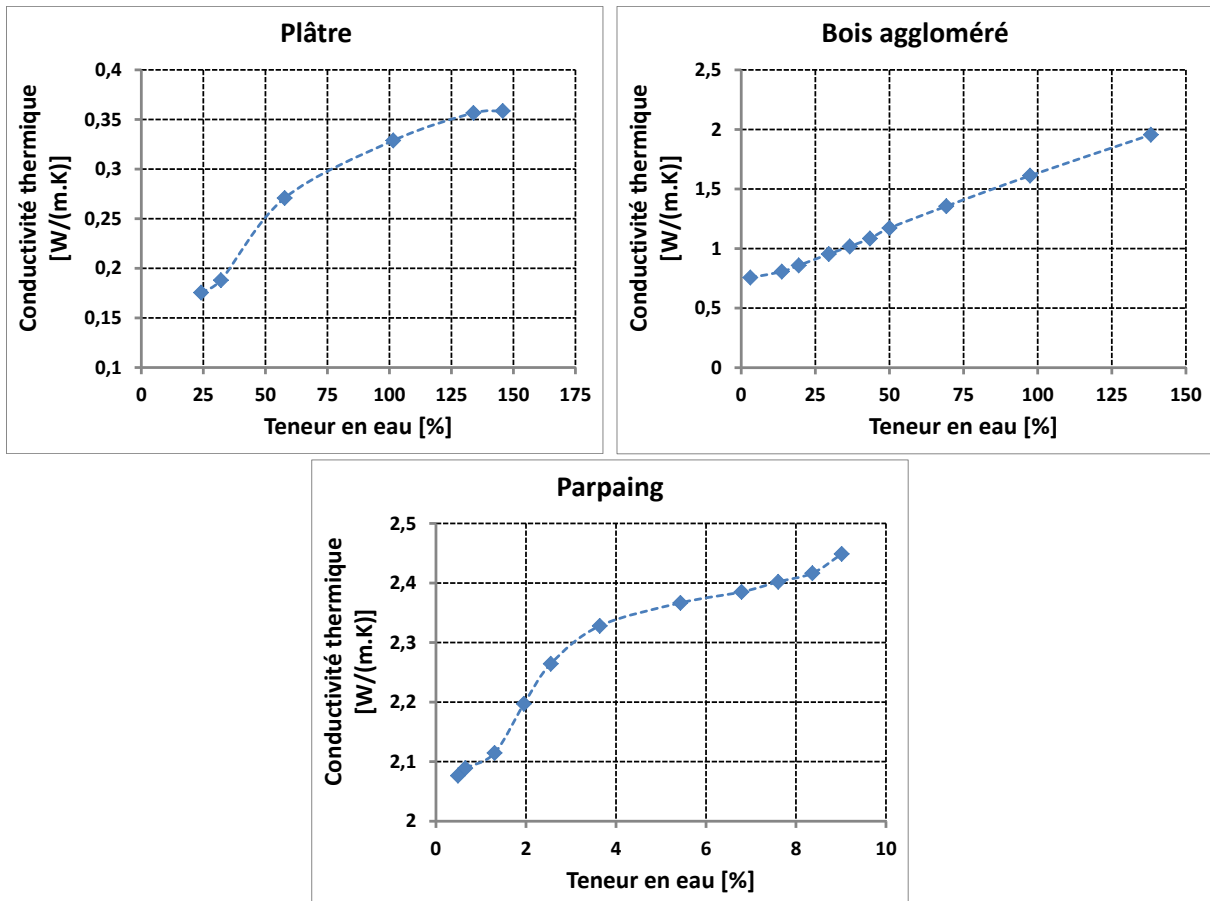 Plâtre
Conductivité thermique
[W/(m.K)]
0,4
0,35
0,3
0,25
0,2
0,15
0,1
0 25 50 75 100 125 150 175
Teneur en eau [%]
Bois aggloméré
Conductivité thermique
[W/(m.K)]
2,5
2
1,5
1
0,5
0
0 25 50 75 100 125 150
Teneur en eau [%]
Parpaing
Conductivité thermique
[W/(m.K)]
2,5
2,4
2,3
2,2
2,1
2
0 2 4 6 8 10
Teneur en eau [%]